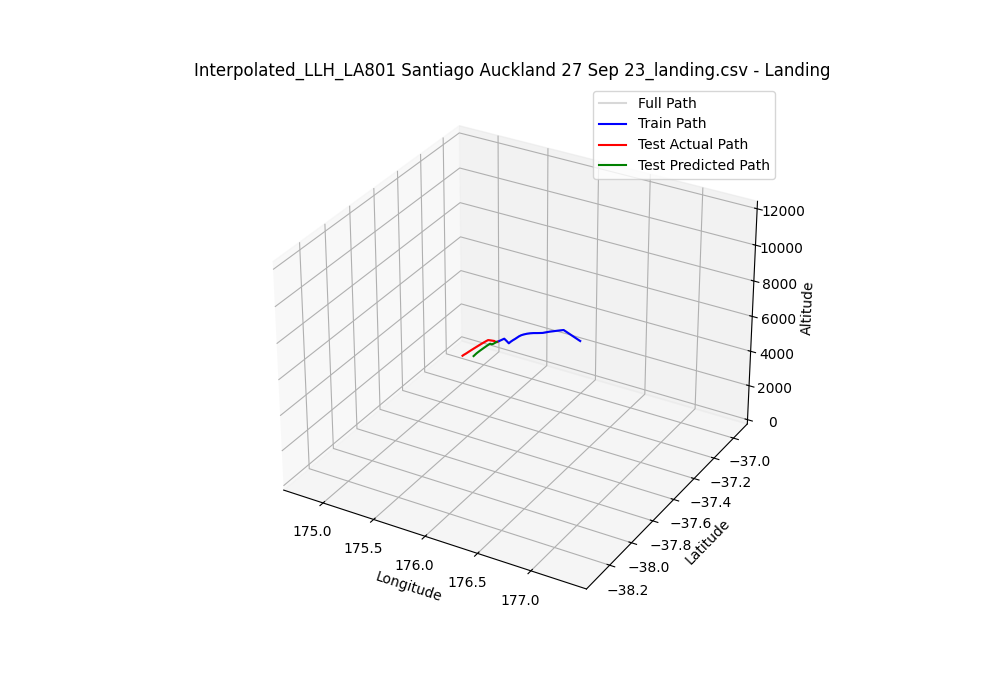 Interpolated_LLH_LA801 Santiago Auckland 27 Sep 23_landing.csv - Landing
Full Path
Train Path
Test Actual Path
Test Predicted Path
12000
10000
8000
6000
4000
2000
0
Altitude
−37.0
−37.2
−37.4
−37.6
−37.8
−38.0
−38.2
Latitude
175.0
175.5
176.0
176.5
177.0
Longitude